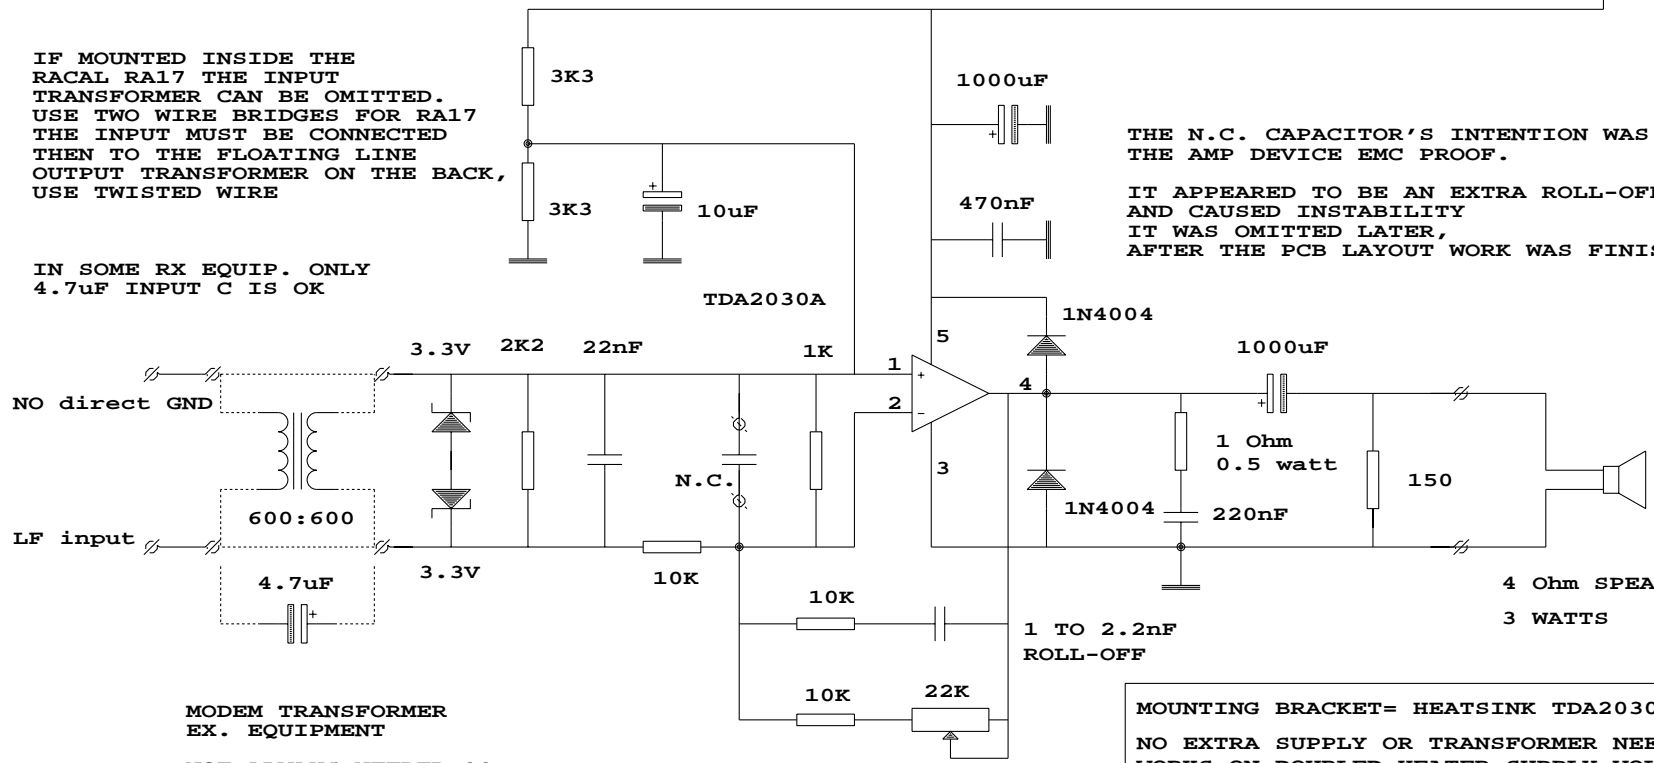 IF MOUNTED INSIDE THE
RACAL RA17 THE INPUT
TRANSFORMER CAN BE OMITTED.
USE TWO WIRE BRIDGES FOR RA17
THE INPUT MUST BE CONNECTED
THEN TO THE FLOATING LINE
OUTPUT TRANSFORMER ON THE BACK,
USE TWISTED WIRE
IN SOME RX EQUIP. ONLY
4.7uF INPUT C IS OK
3K3
3K3
+
10uF
1000uF
+
470nF
THE N.C. CAPACITOR'S INTENTION WAS
THE AMP DEVICE EMC PROOF.
IT APPEARED TO BE AN EXTRA ROLL-OFF
AND CAUSED INSTABILITY
IT WAS OMITTED LATER,
AFTER THE PCB LAYOUT WORK WAS FINIS
TDA2030A
NO direct GND
LF input
600:600
4.7uF
+
3.3V
3.3V
2K2
22nF
N.C.
1K
10K
1
+
2
-
5
3
4
1N4004
1N4004
1 Ohm
0.5 watt
220nF
1000uF
+
150
4 Ohm SPEA
3 WATTS
10K
1 TO 2.2nF
ROLL-OFF
10K
22K
MODEM TRANSFORMER
EX. EQUIPMENT
MOUNTING BRACKET= HEATSINK TDA2030
NO EXTRA SUPPLY OR TRANSFORMER NEE